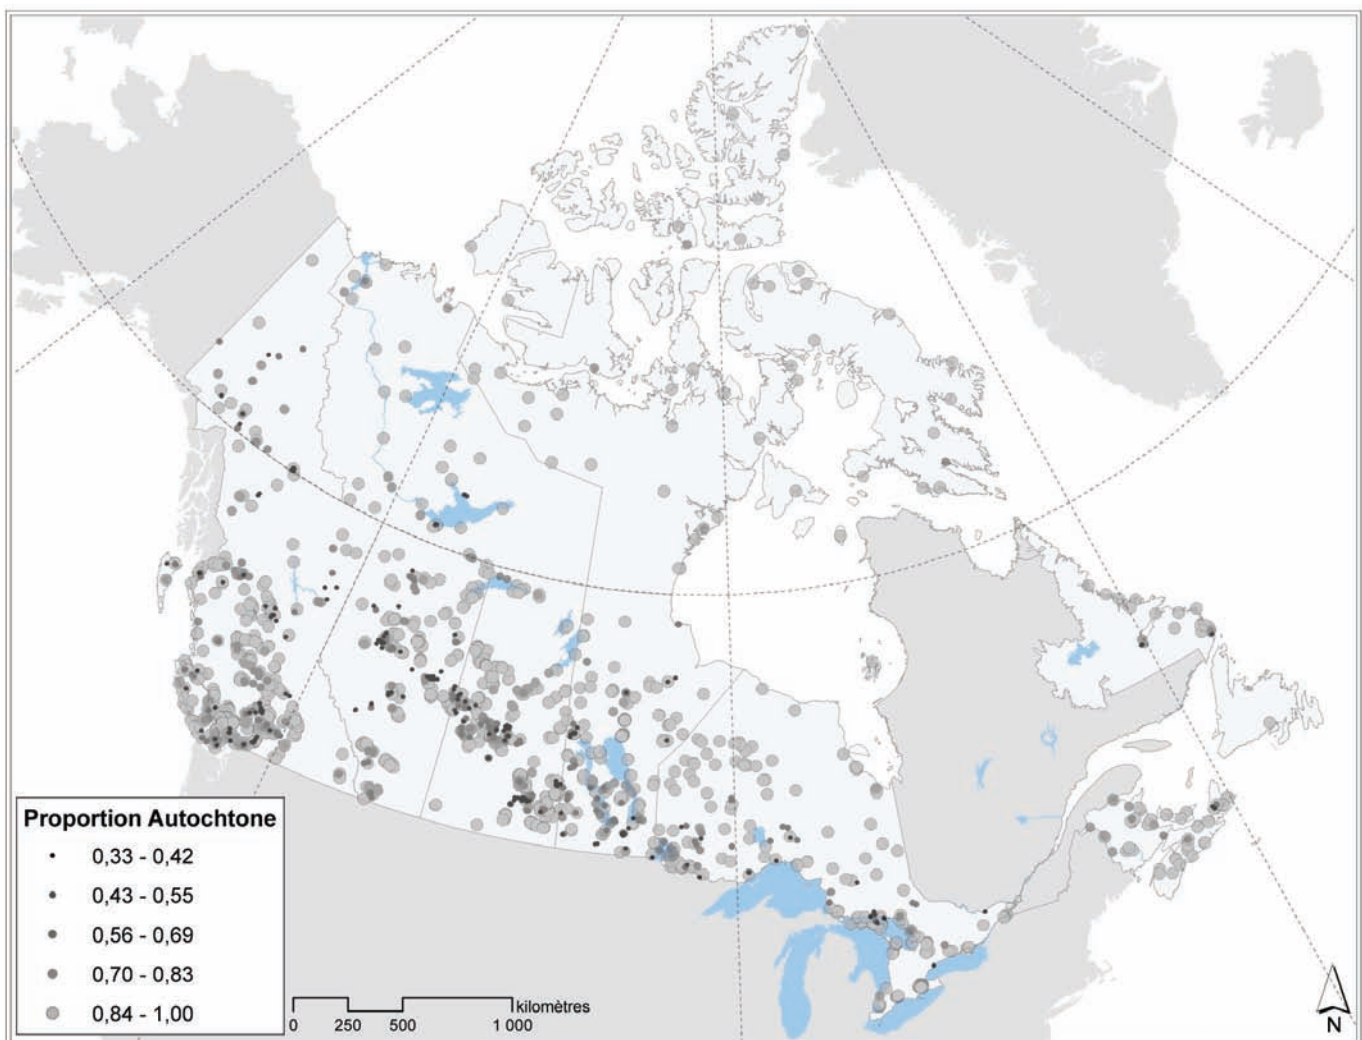 Proportion Autochtone
0,33 - 0,42
0,43 - 0,55
0,56 - 0,69
0,70 - 0,83
0,84 - 1,00
kilomètres
0 250 500 1 000
N